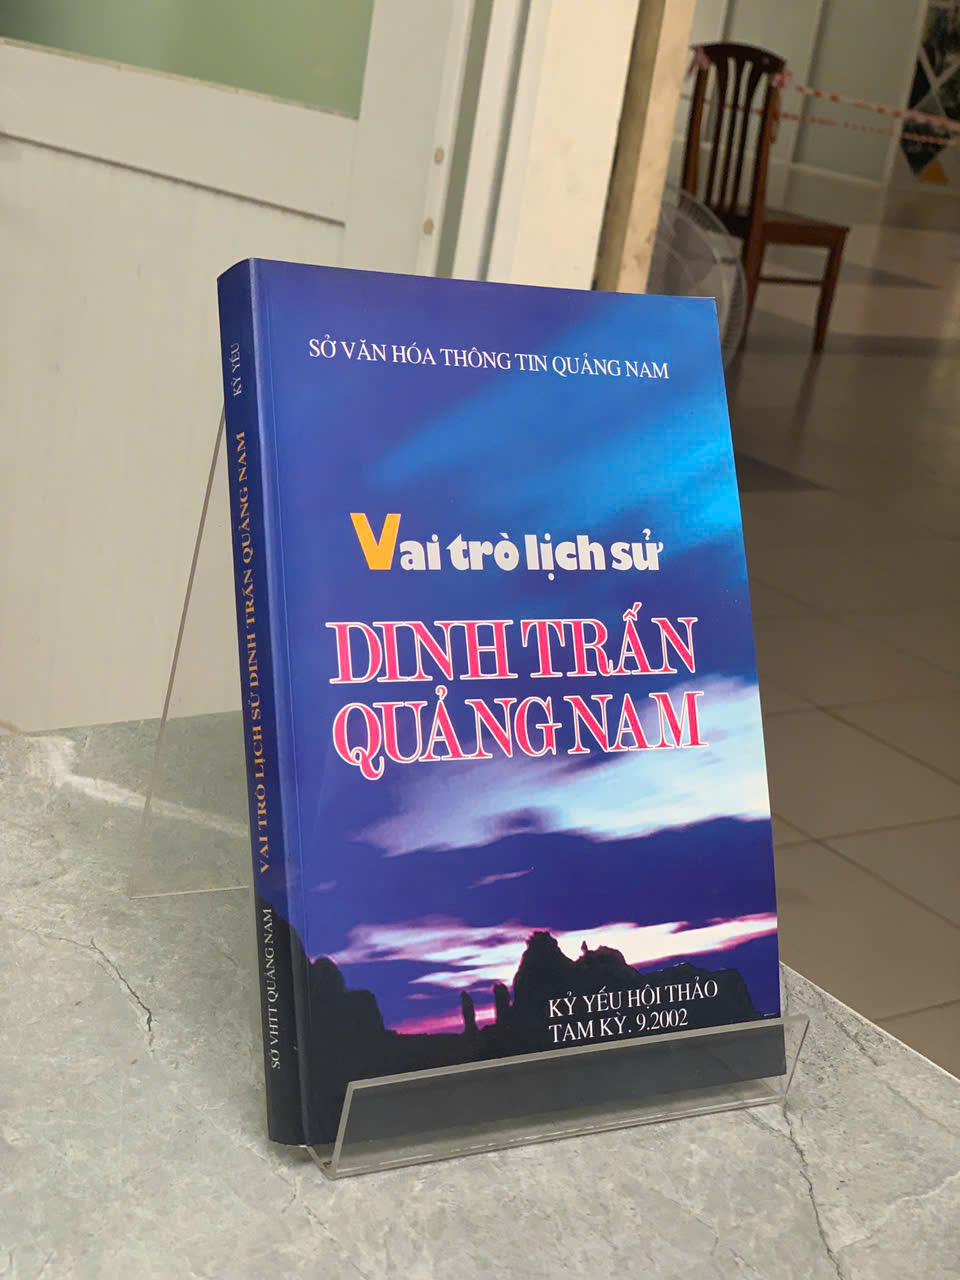 SỞ VĂN HÓA THÔNG TIN QUẢNG NAM
Vai trò lịch sử
DINH TRẤN
QUẢNG NAM
KỶ YẾU HỘI THẢO
TAM KỲ. 9.2002
KỶ YẾU
VAI TRÒ LỊCH SỬ DINH TRẤN QUẢNG NAM
SỞ VHTT QUẢNG NAM